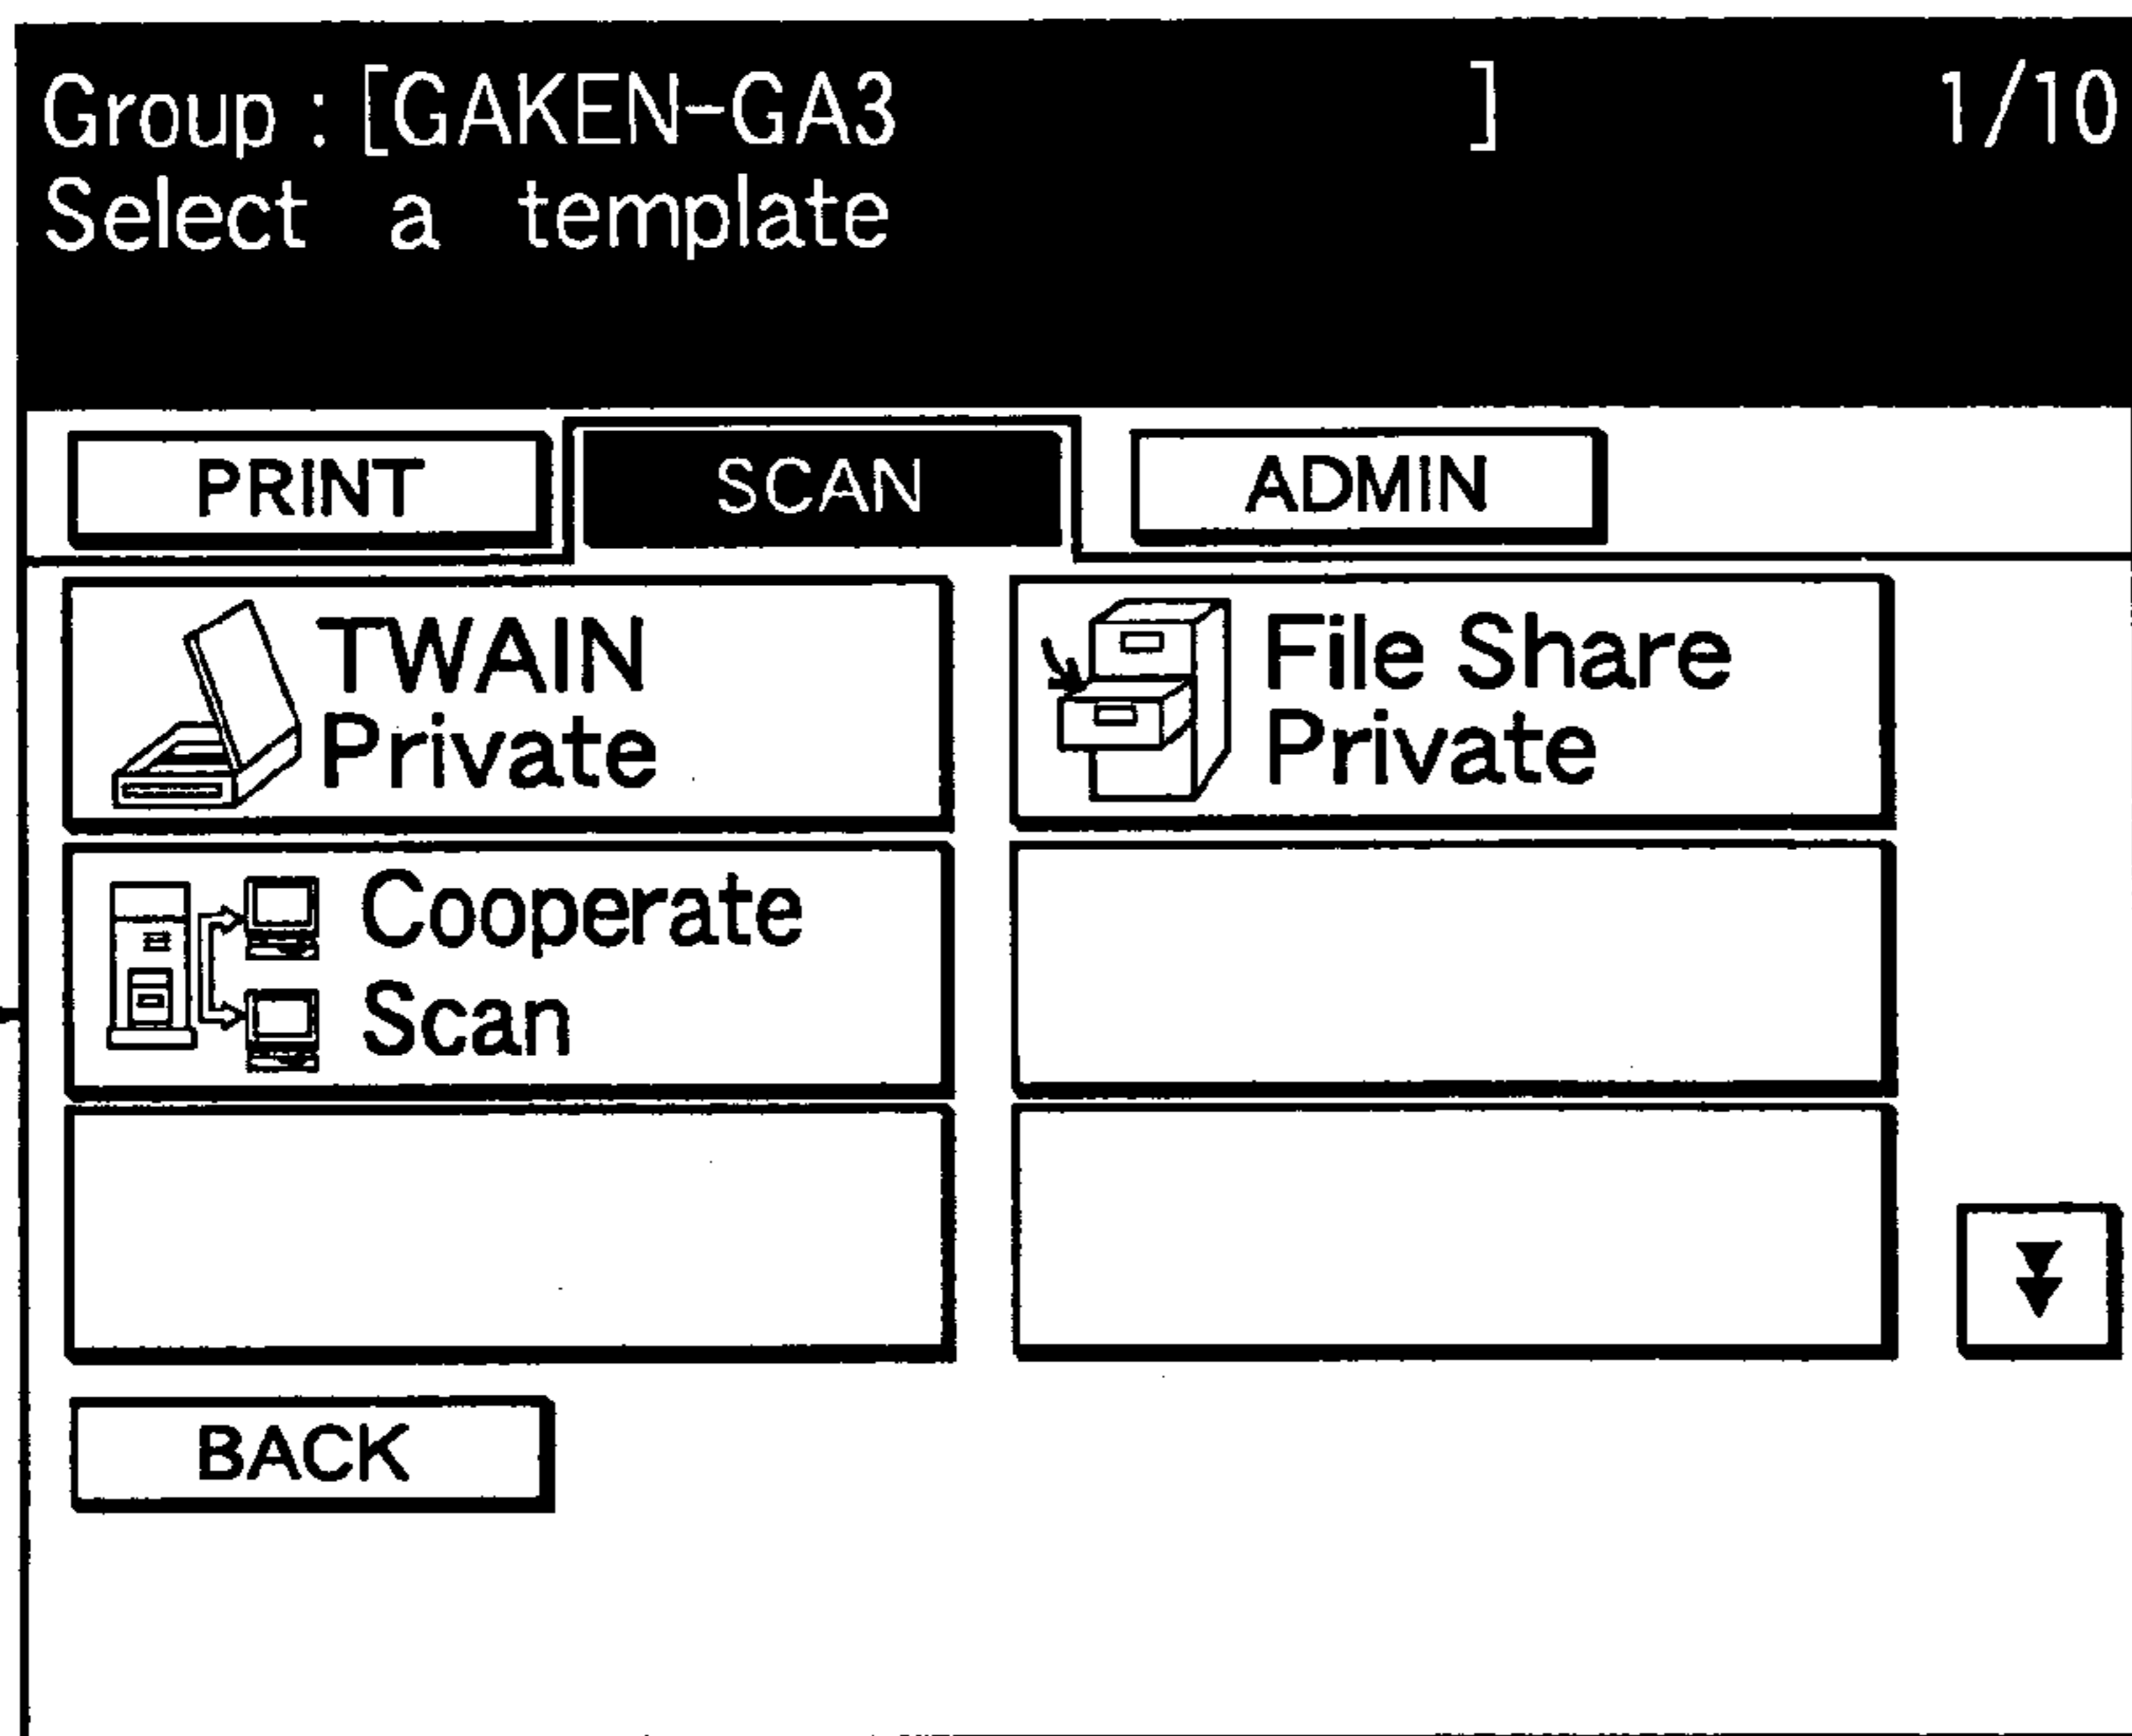 Group : [GAKEN-GA3 ] 1/10
Select a template
PRINT SCAN ADMIN
TWAIN
Private
File Share
Private
Cooperate
Scan
BACK